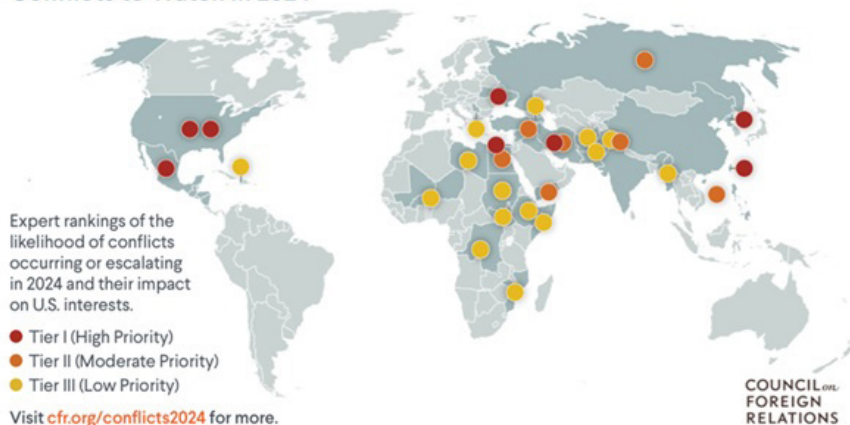 Expert rankings of the
likelihood of conflicts
occurring or escalating
in 2024 and their impact
on U.S. interests.
Tier I (High Priority)
Tier II (Moderate Priority)
Tier III (Low Priority)
Visit cfr.org/conflicts2024 for more.
COUNCIL on
FOREIGN
RELATIONS